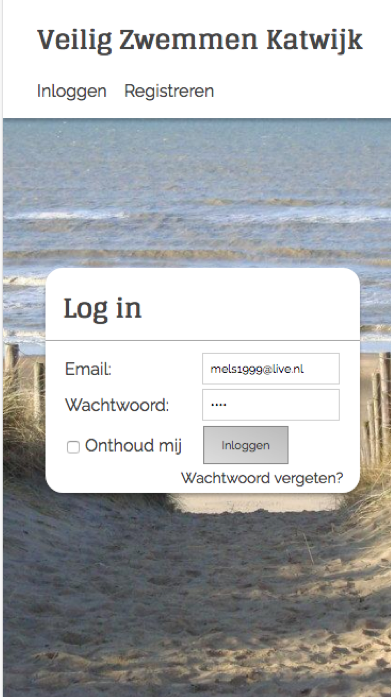 Veilig Zwemmen Katwijk
Inloggen Registreren
Log in
Email: mels1999@live.nl
Wachtwoord: ••••
Onthoud mij Inloggen
Wachtwoord vergeten?